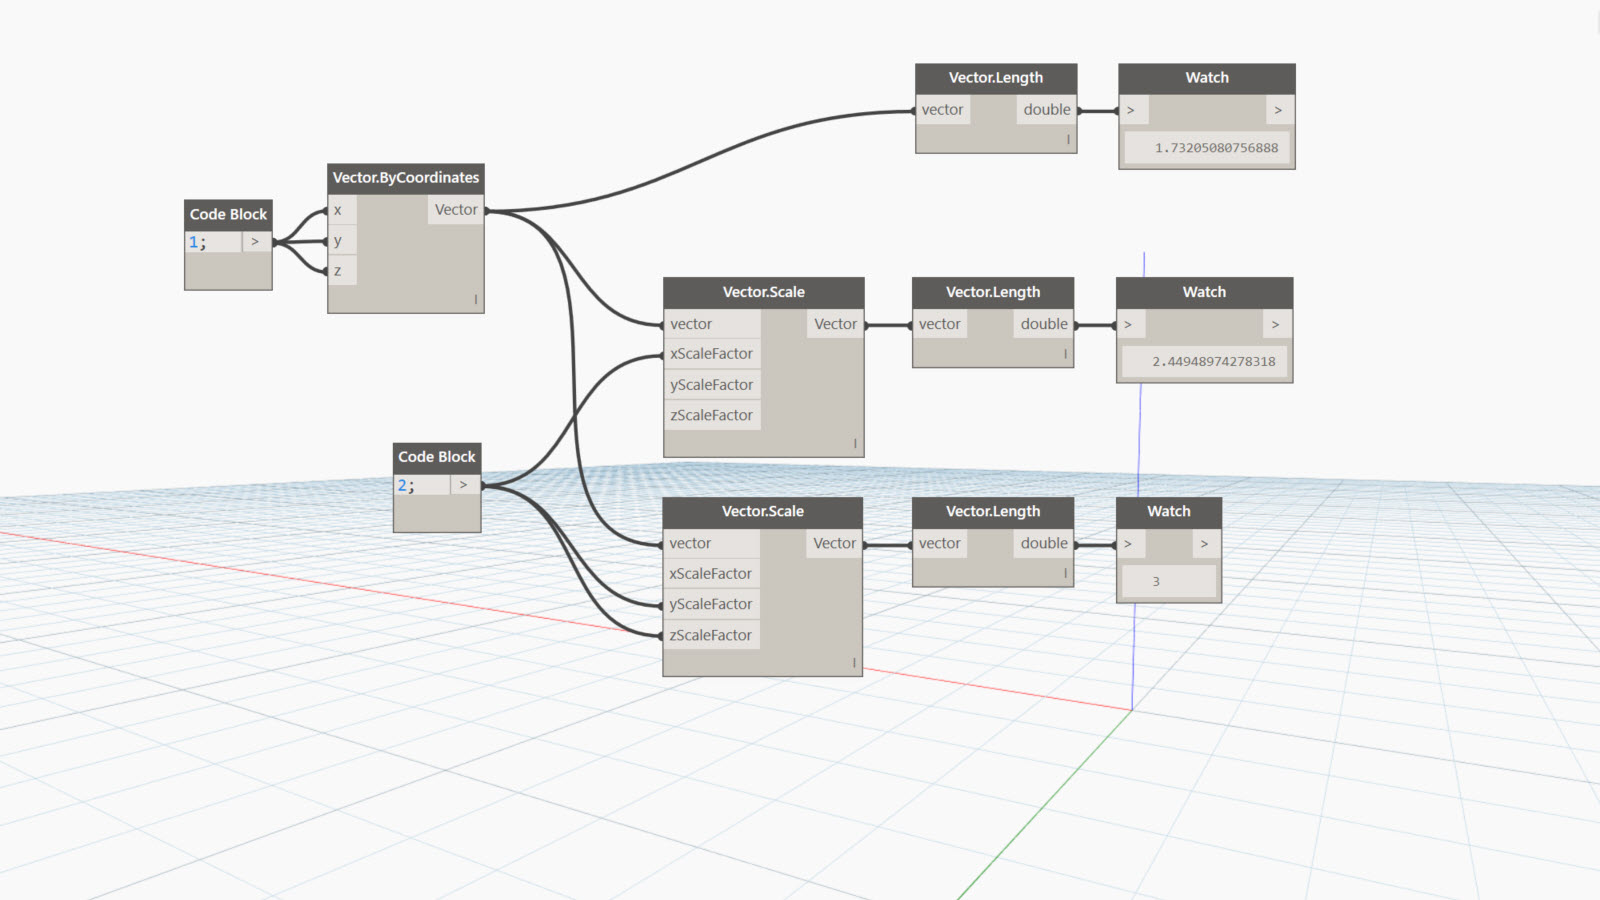 Vector.Length
vector double
l
Watch
> >
1.73205080756888
Code Block
1; >
Vector.ByCoordinates
x Vector
y
z
l
Vector.Scale
vector Vector
xScaleFactor
yScaleFactor
zScaleFactor
l
Vector.Length
vector double
l
Watch
> >
2.44948974278318
Code Block
2; >
Vector.Scale
vector Vector
xScaleFactor
yScaleFactor
zScaleFactor
l
Vector.Length
vector double
l
Watch
> >
3